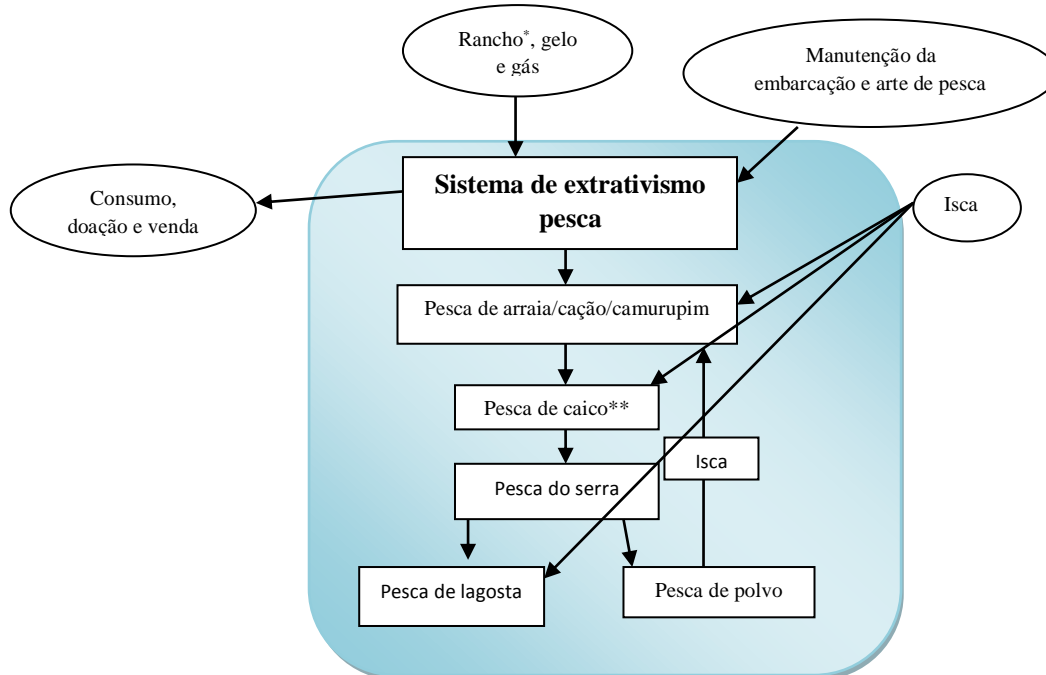 Rancho*, gelo
e gás
Manutenção da
embarcação e arte de pesca
Sistema de extrativismo
pesca
Consumo,
doação e venda
Isca
Pesca de arraia/cação/camurupim
Pesca de caico**
Isca
Pesca do serra
Pesca de lagosta
Pesca de polvo